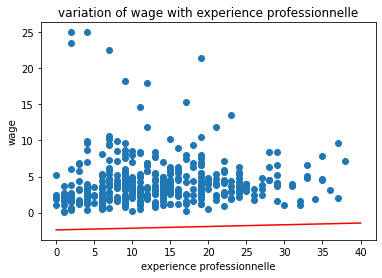 variation of wage with experience professionnelle
25
20
15
10
5
0
wage
0 5 10 15 20 25 30 35 40
experience professionnelle